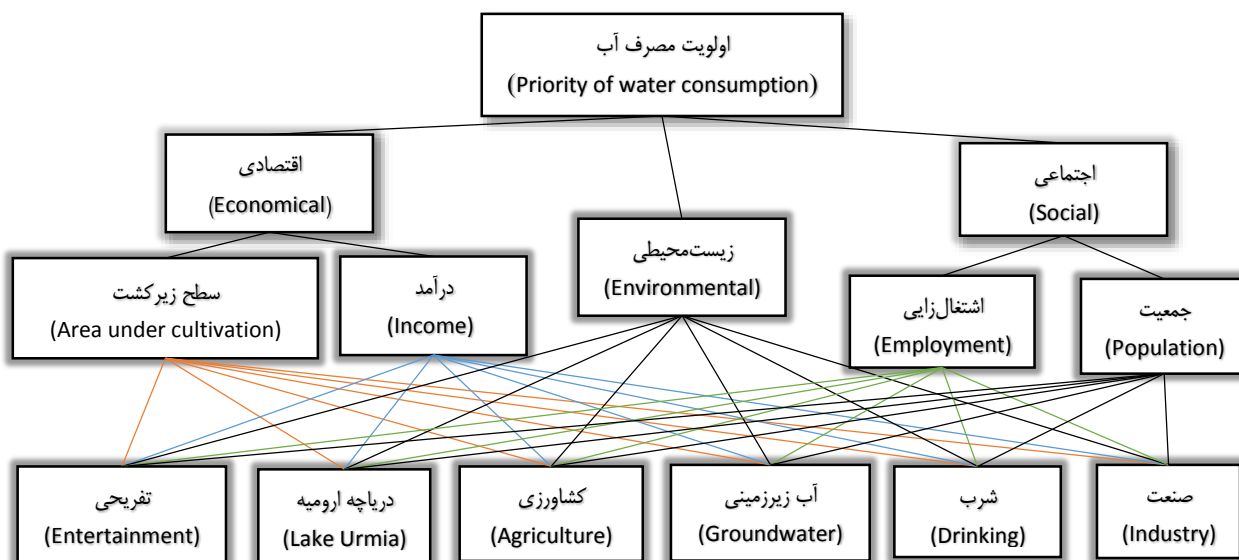 اولویت مصرف آب
(Priority of water consumption)
اقتصادی
(Economical)
زیست‌محیطی
(Environmental)
اجتماعی
(Social)
سطح زیرکشت
(Area under cultivation)
درآمد
(Income)
اشتغال‌زایی
(Employment)
جمعیت
(Population)
تفریحی
(Entertainment)
دریاچه ارومیه
(Lake Urmia)
کشاورزی
(Agriculture)
آب زیرزمینی
(Groundwater)
شرب
(Drinking)
صنعت
(Industry)